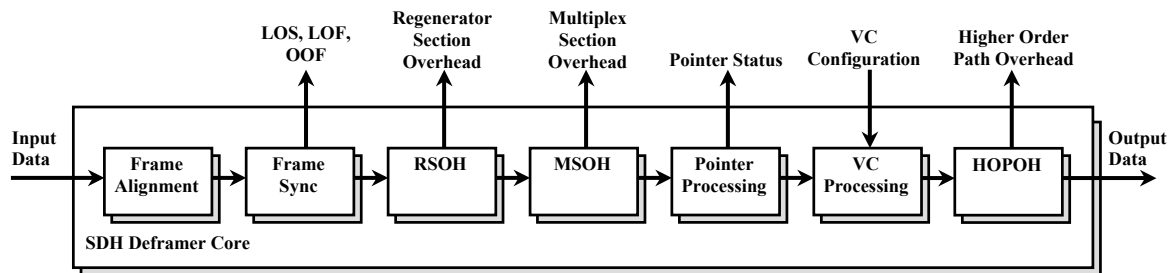 LOS, LOF,
OOF
Regenerator
Section
Overhead
Multiplex
Section
Overhead
Pointer Status
VC
Configuration
Higher Order
Path Overhead
Input
Data
Frame
Alignment
Frame
Sync
RSOH
MSOH
Pointer
Processing
VC
Processing
HOPOH
Output
Data
SDH Deframer Core